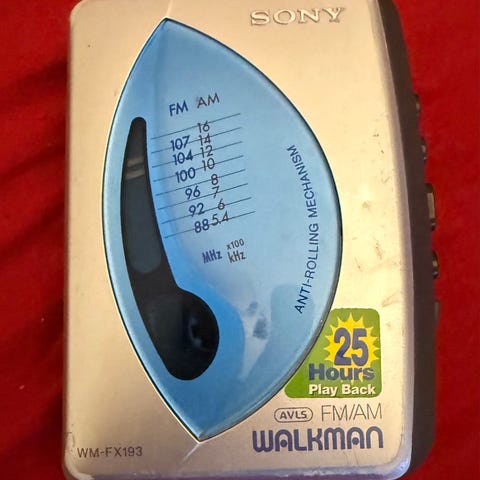 SONY
FM AM
16
107 14
104 12
100 10
96 8
7
92 6
88 5.4
MHz x100 kHz
ANTI-ROLLING MECHANISM
25
Hours
Play Back
AVLS FM/AM
WALKMAN
WM-FX193